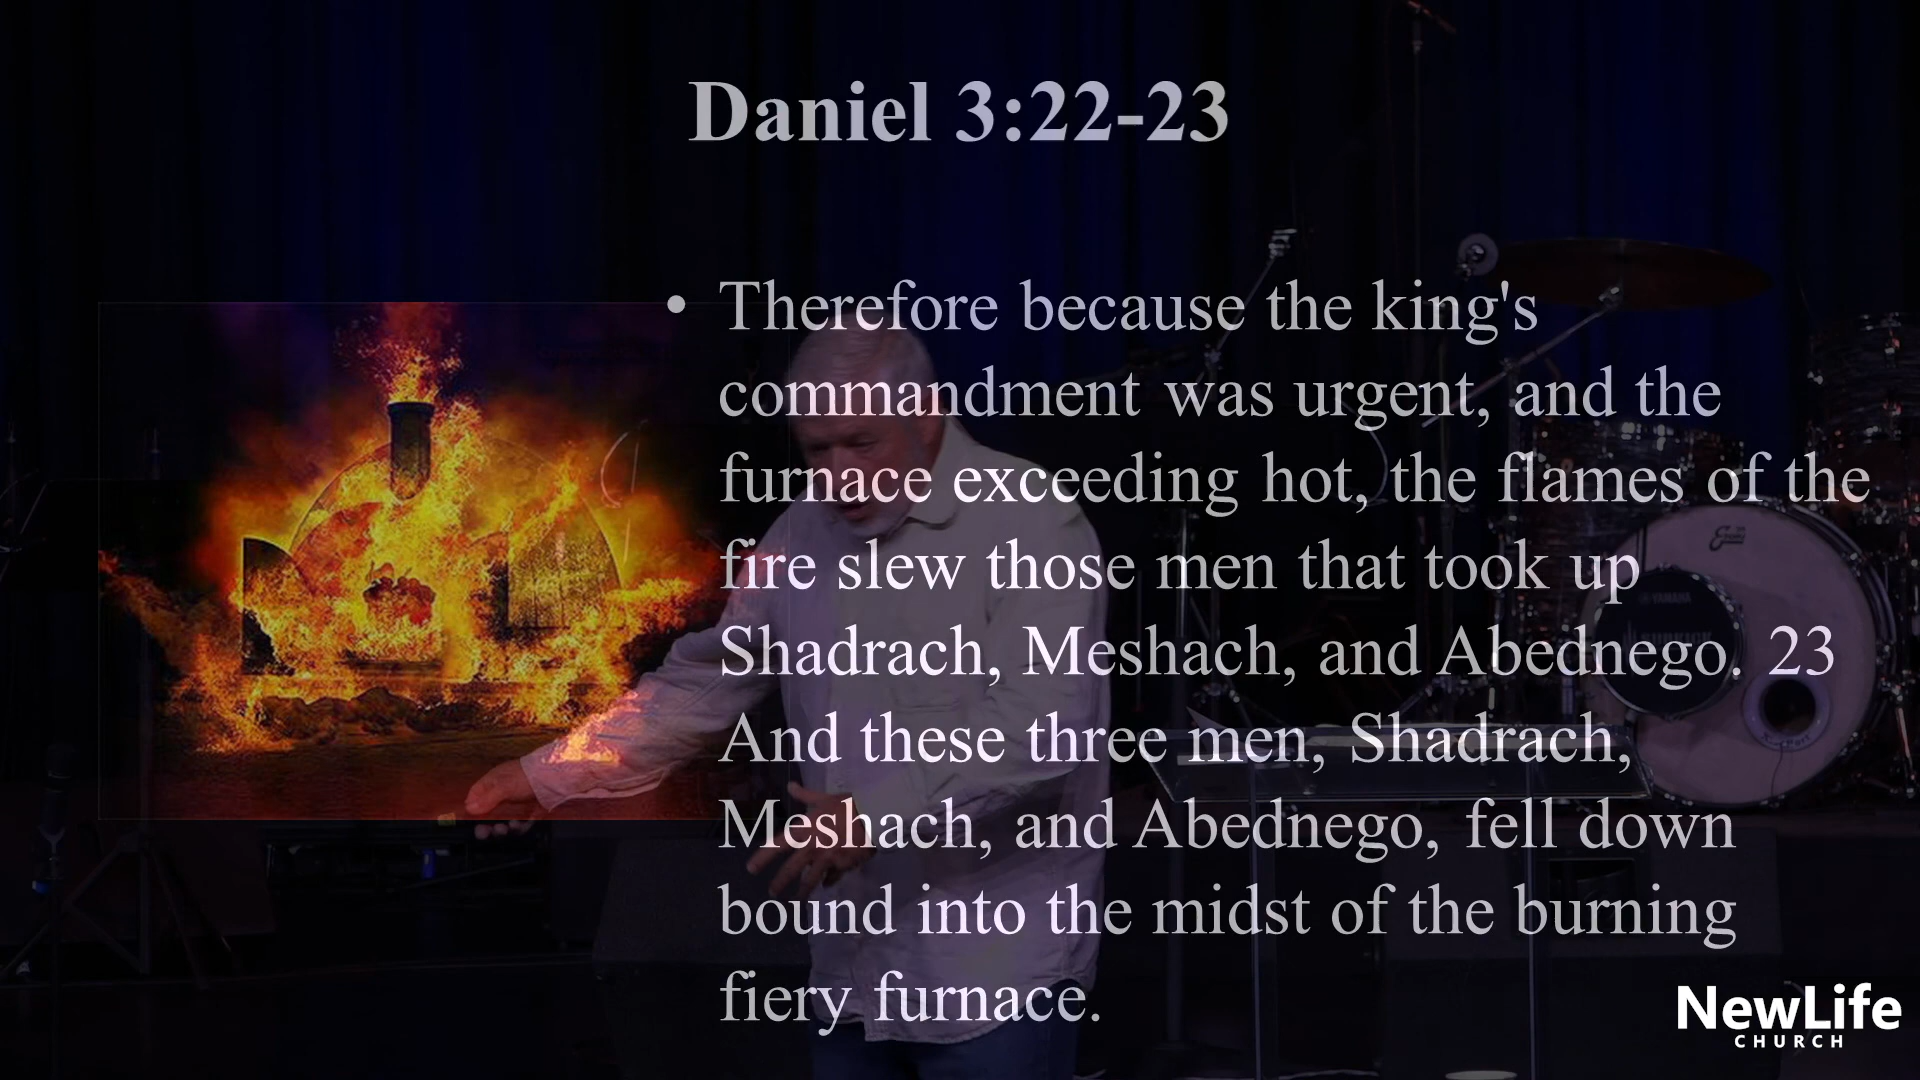 Daniel 3:22-23
• Therefore because the king's
commandment was urgent, and the
furnace exceeding hot, the flames of the
fire slew those men that took up
Shadrach, Meshach, and Abednego. 23
And these three men, Shadrach,
Meshach, and Abednego, fell down
bound into the midst of the burning
fiery furnace.
YAMAHA
NewLife
CHURCH